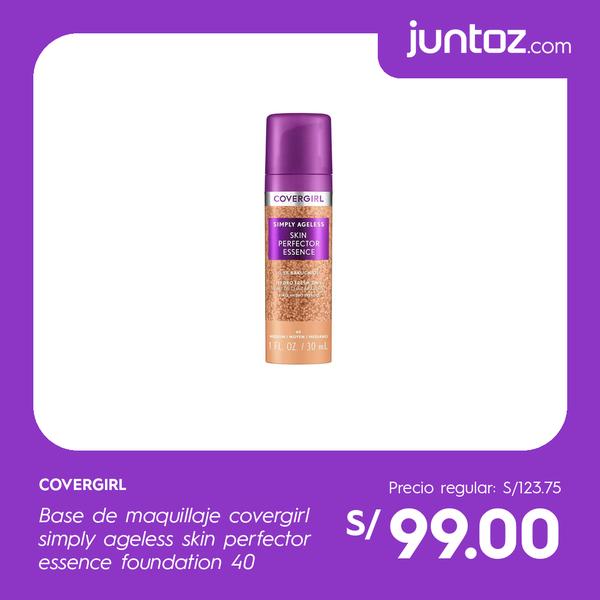 juntoz.com
COVERGIRL
SIMPLY AGELESS
SKIN
PERFECTOR
ESSENCE
40
1 FL. OZ / 30 mL
COVERGIRL
Base de maquillaje covergirl
simply ageless skin perfector
essence foundation 40
Precio regular: S/123.75
S/ 99.00